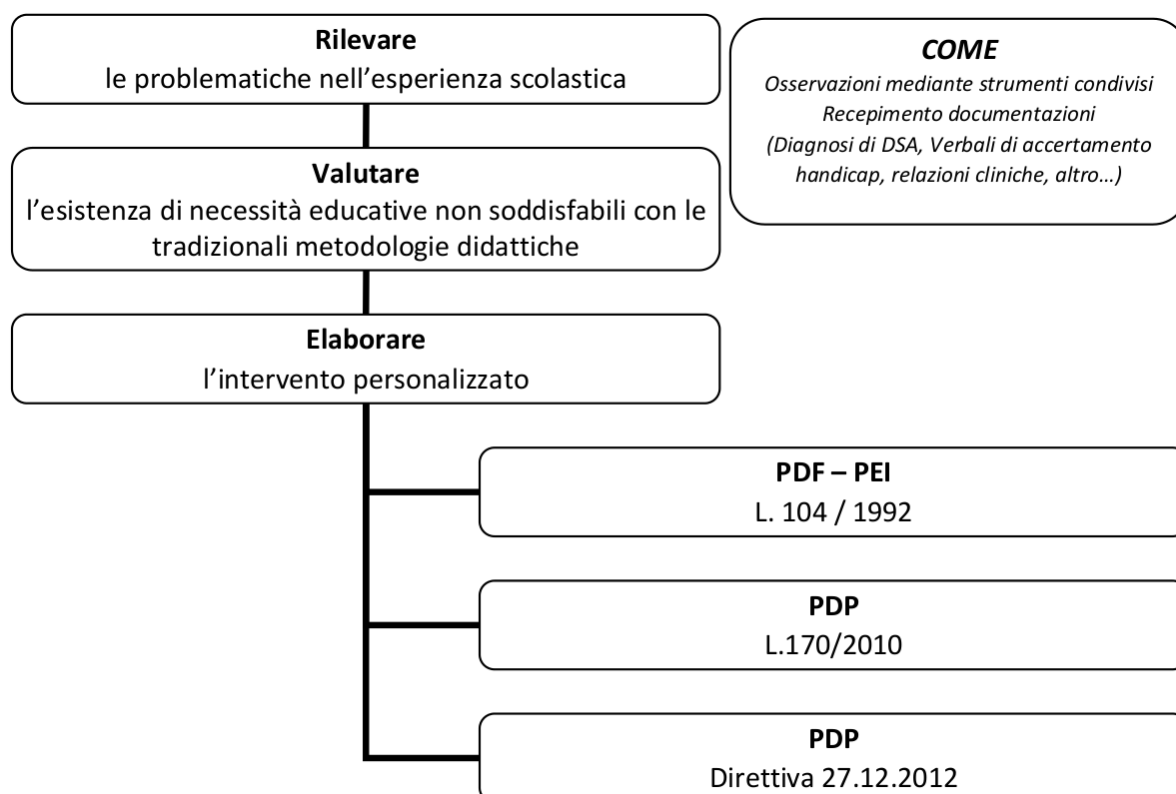 Rilevare
le problematiche nell’esperienza scolastica
COME
Osservazioni mediante strumenti condivisi
Recepimento documentazioni
(Diagnosi di DSA, Verbali di accertamento
handicap, relazioni cliniche, altro…)
Valutare
l’esistenza di necessità educative non soddisfabili con le
tradizionali metodologie didattiche
Elaborare
l’intervento personalizzato
PDF – PEI
L. 104 / 1992
PDP
L.170/2010
PDP
Direttiva 27.12.2012